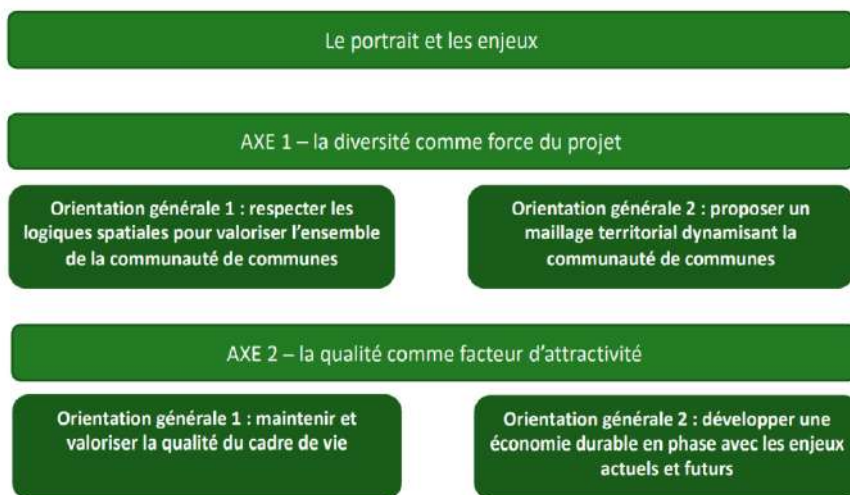 Le portrait et les enjeux
AXE 1 – la diversité comme force du projet
Orientation générale 1 : respecter les
logiques spatiales pour valoriser l’ensemble
de la communauté de communes
Orientation générale 2 : proposer un
maillage territorial dynamisant la
communauté de communes
AXE 2 – la qualité comme facteur d’attractivité
Orientation générale 1 : maintenir et
valoriser la qualité du cadre de vie
Orientation générale 2 : développer une
économie durable en phase avec les enjeux
actuels et futurs